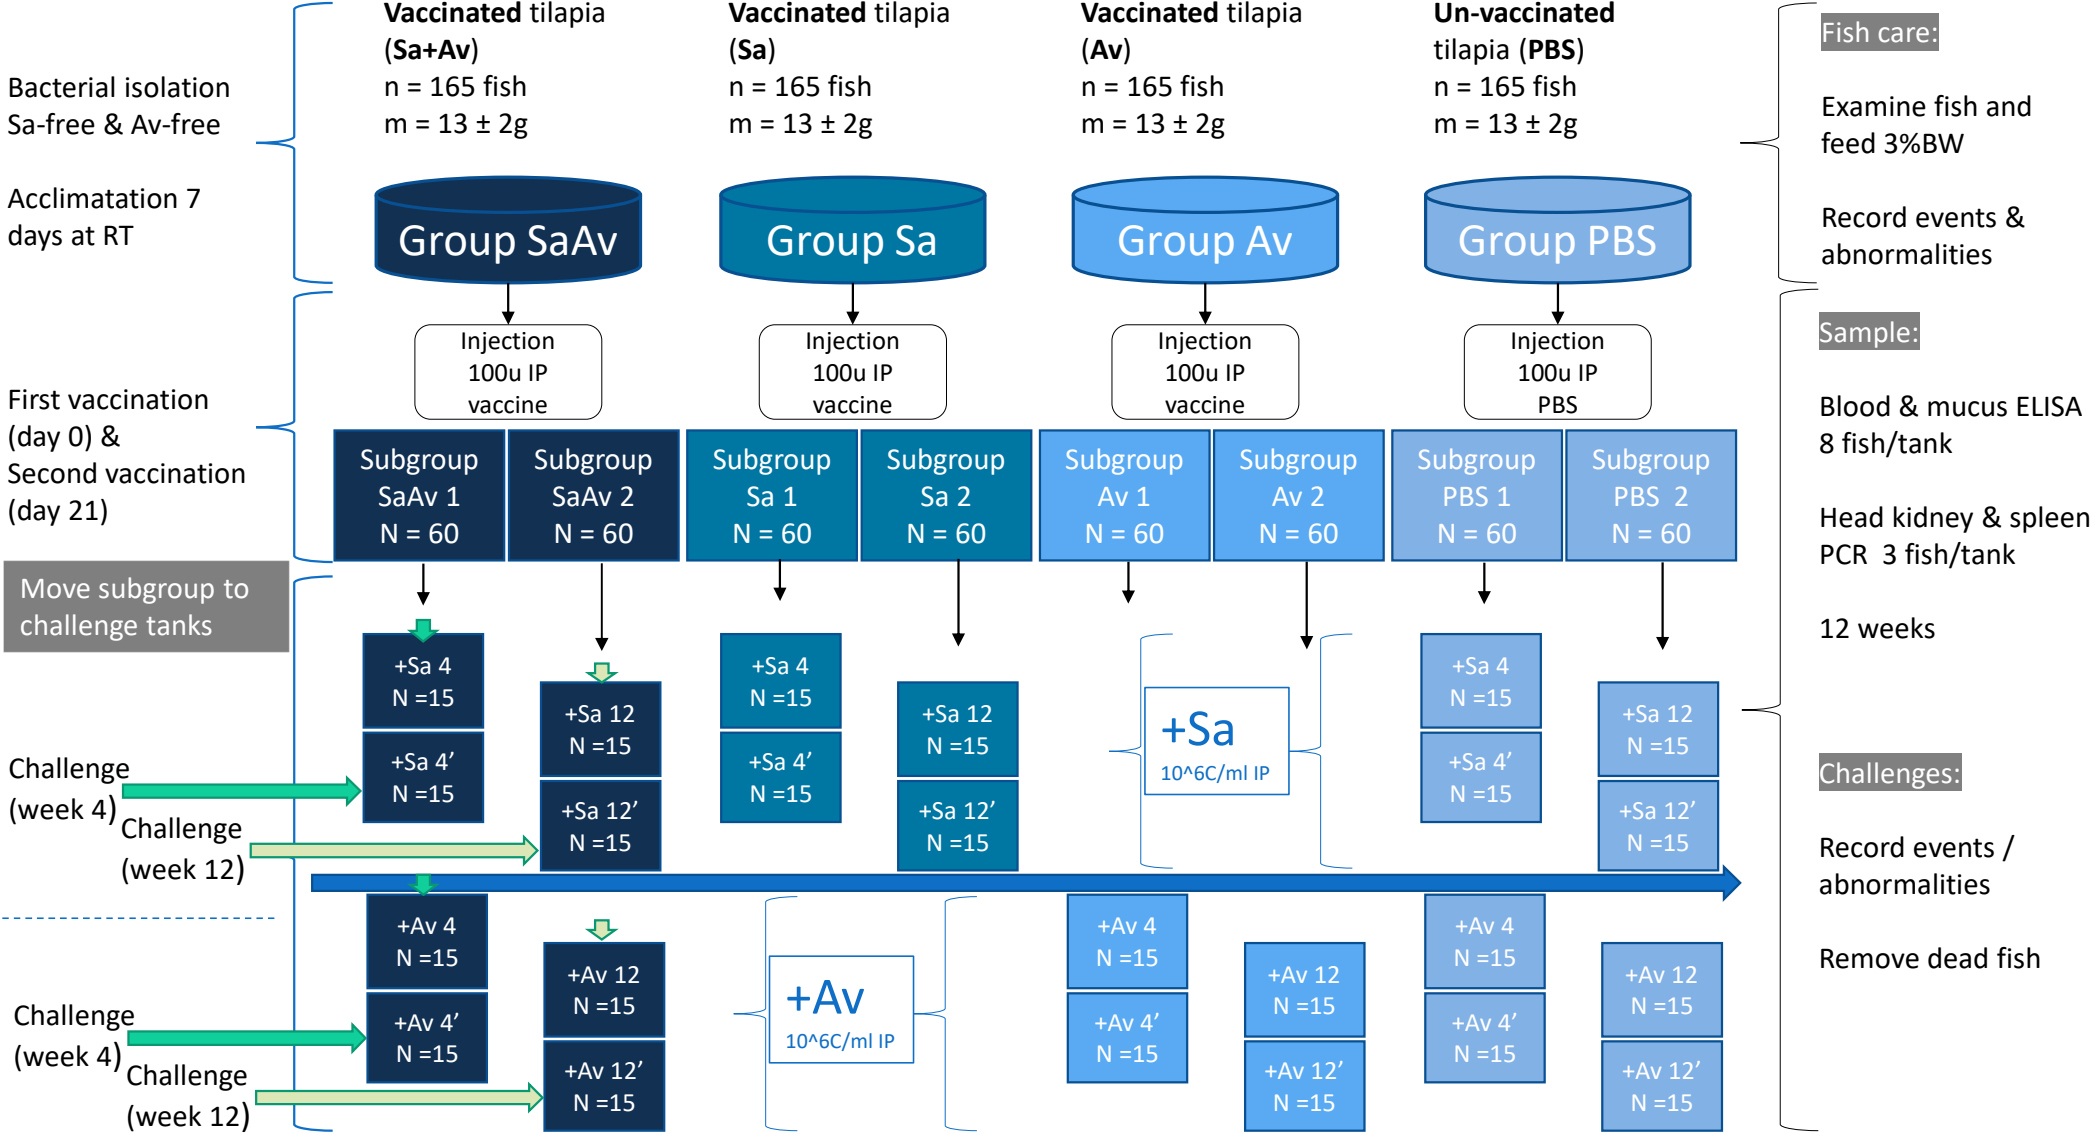 Vaccinated tilapia
(Sa+Av)
n = 165 fish
m = 13 ± 2g
Vaccinated tilapia
(Sa)
n = 165 fish
m = 13 ± 2g
Vaccinated tilapia
(Av)
n = 165 fish
m = 13 ± 2g
Un-vaccinated
tilapia (PBS)
n = 165 fish
m = 13 ± 2g
Bacterial isolation
Sa-free & Av-free
Acclimatation 7
days at RT
Group SaAv
Group Sa
Group Av
Group PBS
Fish care:
Examine fish and
feed 3%BW
Record events &
abnormalities
First vaccination
(day 0) &
Second vaccination
(day 21)
Injection
100u IP
vaccine
Injection
100u IP
vaccine
Injection
100u IP
vaccine
Injection
100u IP
PBS
Subgroup
SaAv 1
N = 60
Subgroup
SaAv 2
N = 60
Subgroup
Sa 1
N = 60
Subgroup
Sa 2
N = 60
Subgroup
Av 1
N = 60
Subgroup
Av 2
N = 60
Subgroup
PBS 1
N = 60
Subgroup
PBS 2
N = 60
Sample:
Blood & mucus ELISA
8 fish/tank
Head kidney & spleen
PCR 3 fish/tank
12 weeks
Move subgroup to
challenge tanks
Challenge
(week 4)
Challenge
(week 12)
+Sa 4
N =15
+Sa 4’
N =15
+Sa 12
N =15
+Sa 12’
N =15
+Sa 4
N =15
+Sa 4’
N =15
+Sa 12
N =15
+Sa 12’
N =15
+Sa
10^6C/ml IP
+Sa 4
N =15
+Sa 4’
N =15
+Sa 12
N =15
+Sa 12’
N =15
Challenges:
Record events /
abnormalities
Remove dead fish
Challenge
(week 4)
Challenge
(week 12)
+Av 4
N =15
+Av 4’
N =15
+Av 12
N =15
+Av 12’
N =15
+Av
10^6C/ml IP
+Av 4
N =15
+Av 4’
N =15
+Av 12
N =15
+Av 12’
N =15
+Av 4
N =15
+Av 4’
N =15
+Av 12
N =15
+Av 12’
N =15